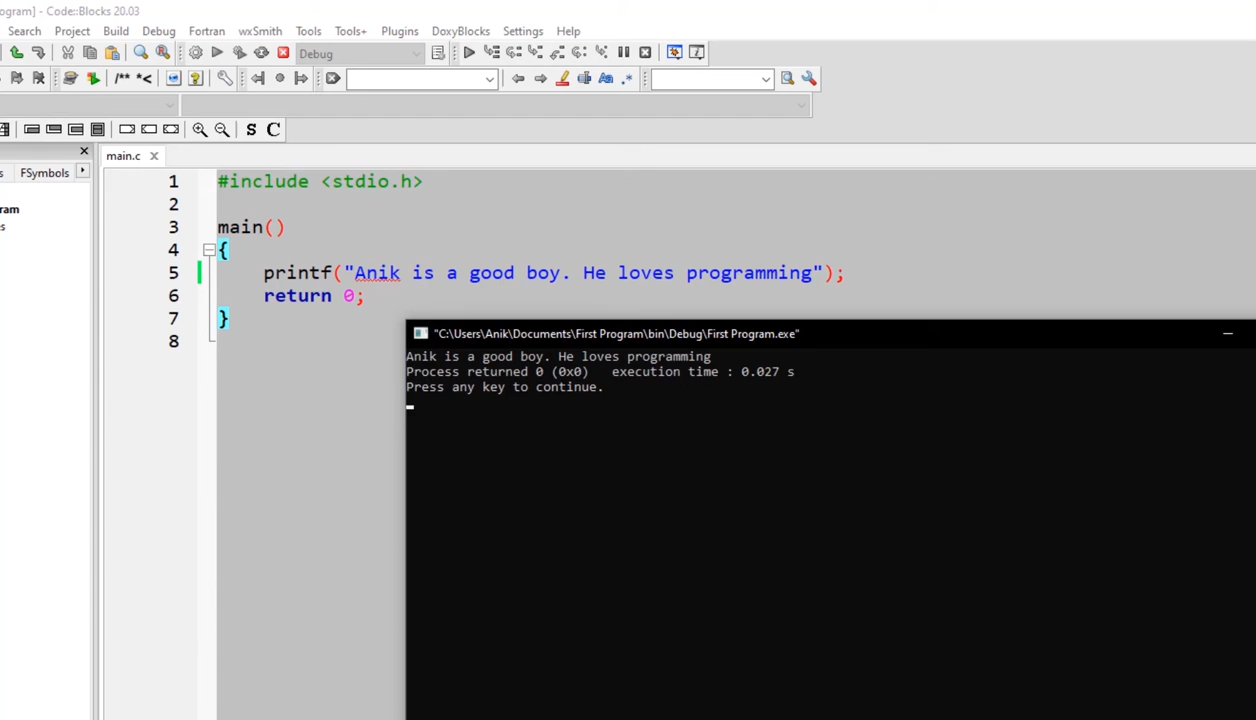 ogram] - Code::Blocks 20.03
Search Project Build Debug Fortran wxSmith Tools Tools+ Plugins DoxyBlocks Settings Help
Debug
/** *<
Aa .*
S C
main.c
s FSymbols
ram
s
1 #include <stdio.h>
2
3 main()
4 {
5 printf("Anik is a good boy. He loves programming");
6 return 0;
7 }
8
"C:\Users\Anik\Documents\First Program\bin\Debug\First Program.exe"
Anik is a good boy. He loves programming
Process returned 0 (0x0) execution time : 0.027 s
Press any key to continue.